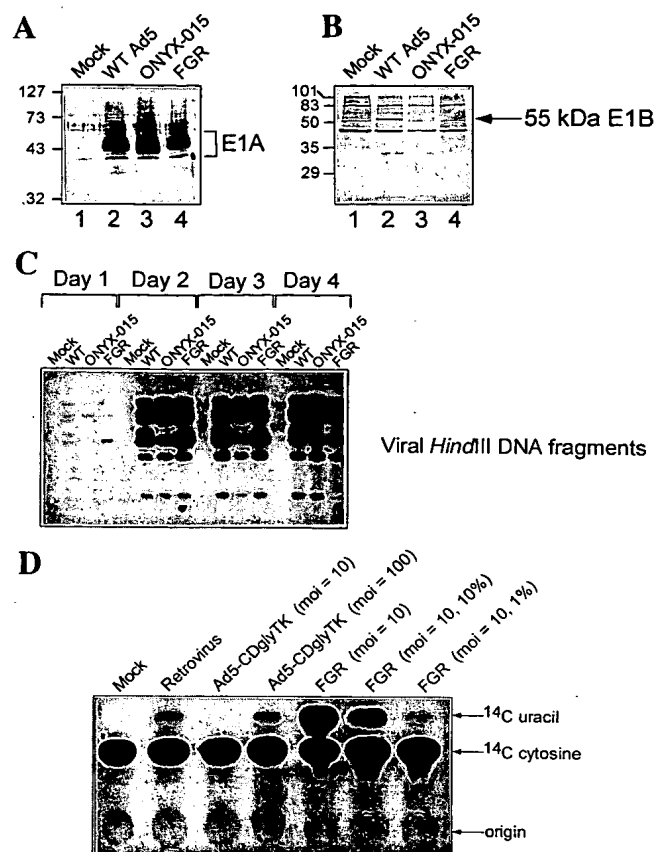 A
Mock
WT Ad5
ONYX-015
FGR
127
73
43
.32
E1A
1 2 3 4
B
Mock
WT Ad5
ONYX-015
FGR
101
83
50
35
29
55 kDa E1B
1 2 3 4
C
Day 1 Day 2 Day 3 Day 4
Mock
WT
ONYX-015
FGR
Mock
WT
ONYX-015
FGR
Mock
WT
ONYX-015
FGR
Mock
WT
ONYX-015
FGR
Viral HindIII DNA fragments
D
Mock
Retrovirus
Ad5-CDglyTK (moi = 10)
Ad5-CDglyTK (moi = 100)
FGR (moi = 10)
FGR (moi = 10, 10%)
FGR (moi = 10, 1%)
14C uracil
14C cytosine
origin